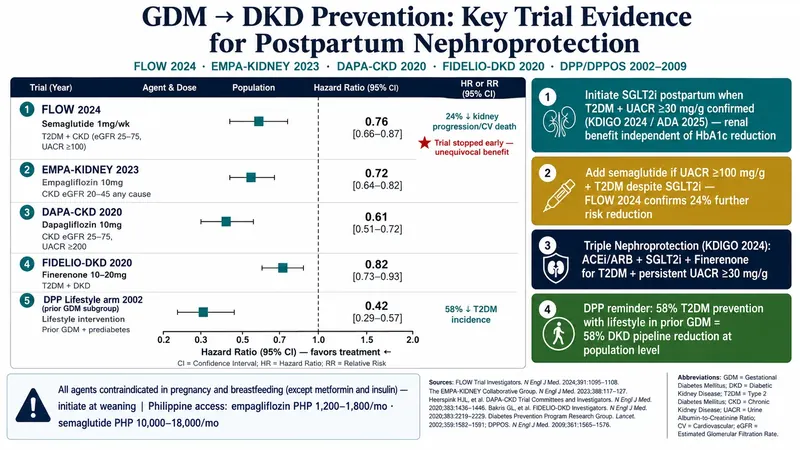 GDM → DKD Prevention: Key Trial Evidence
for Postpartum Nephroprotection
FLOW 2024 · EMPA-KIDNEY 2023 · DAPA-CKD 2020 · FIDELIO-DKD 2020 · DPP/DPPOS 2002–2009
Trial (Year) Agent & Dose Population Hazard Ratio (95% CI) HR or RR
(95% CI)
1 FLOW 2024
Semaglutide 1mg/wk
T2DM + CKD (eGFR 25–75,
UACR ≥100)
0.76
[0.66–0.87]
24% ↓ kidney
progression/CV death
Trial stopped early —
unequivocal benefit
2 EMPA-KIDNEY 2023
Empagliflozin 10mg
CKD eGFR 20–45 any cause
0.72
[0.64–0.82]
3 DAPA-CKD 2020
Dapagliflozin 10mg
CKD eGFR 25–75,
UACR ≥200
0.61
[0.51–0.72]
4 FIDELIO-DKD 2020
Finerenone 10–20mg
T2DM + DKD
0.82
[0.73–0.93]
5 DPP Lifestyle arm 2002
(prior GDM subgroup)
Lifestyle intervention
Prior GDM + prediabetes
0.42
[0.29–0.57]
58% ↓ T2DM
incidence
0.2 0.3 0.5 0.7 1.0 1.5 2.0
Hazard Ratio (95% CI) — favors treatment ←
CI = Confidence Interval; HR = Hazard Ratio; RR = Relative Risk
1 Initiate SGLT2i postpartum when
T2DM + UACR ≥30 mg/g confirmed
(KDIGO 2024 / ADA 2025) — renal
benefit independent of HbA1c reduction
2 Add semaglutide if UACR ≥100 mg/g
+ T2DM despite SGLT2i —
FLOW 2024 confirms 24% further
risk reduction
3 Triple Nephroprotection (KDIGO 2024):
ACEi/ARB + SGLT2i + Finerenone
for T2DM + persistent UACR ≥30 mg/g
4 DPP reminder: 58% T2DM prevention
with lifestyle in prior GDM =
58% DKD pipeline reduction at
population level
All agents contraindicated in pregnancy and breastfeeding (except metformin and insulin) —
initiate at weaning | Philippine access: empagliflozin PHP 1,200–1,800/mo ·
semaglutide PHP 10,000–18,000/mo
Sources: FLOW Trial Investigators. N Engl J Med. 2024;391:1095–1108.
The EMPA-KIDNEY Collaborative Group. N Engl J Med. 2023;388:117–127.
Heerspink HJL, et al. DAPA-CKD Trial Committees and Investigators. N Engl J Med.
2020;383:1436–1446. Bakris GL, et al. FIDELIO-DKD Investigators. N Engl J Med.
2020;383:2219–2229. Diabetes Prevention Program Research Group. Lancet.
2002;359:1582–1591; DPPOS. N Engl J Med. 2009;361:1565–1576.
Abbreviations: GDM = Gestational
Diabetes Mellitus; DKD = Diabetic
Kidney Disease; T2DM = Type 2
Diabetes Mellitus; CKD = Chronic
Kidney Disease; UACR = Urine
Albumin-to-Creatinine Ratio;
CV = Cardiovascular; eGFR =
Estimated Glomerular Filtration Rate.